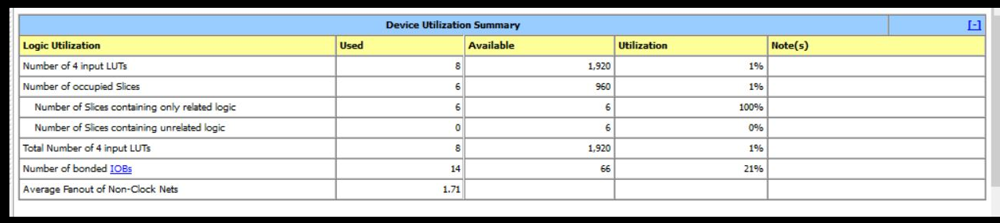 Device Utilization Summary [-]
Logic Utilization Used Available Utilization Note(s)
Number of 4 input LUTs 8 1,920 1%
Number of occupied Slices 6 960 1%
Number of Slices containing only related logic 6 6 100%
Number of Slices containing unrelated logic 0 6 0%
Total Number of 4 input LUTs 8 1,920 1%
Number of bonded IOBs 14 66 21%
Average Fanout of Non-Clock Nets 1.71